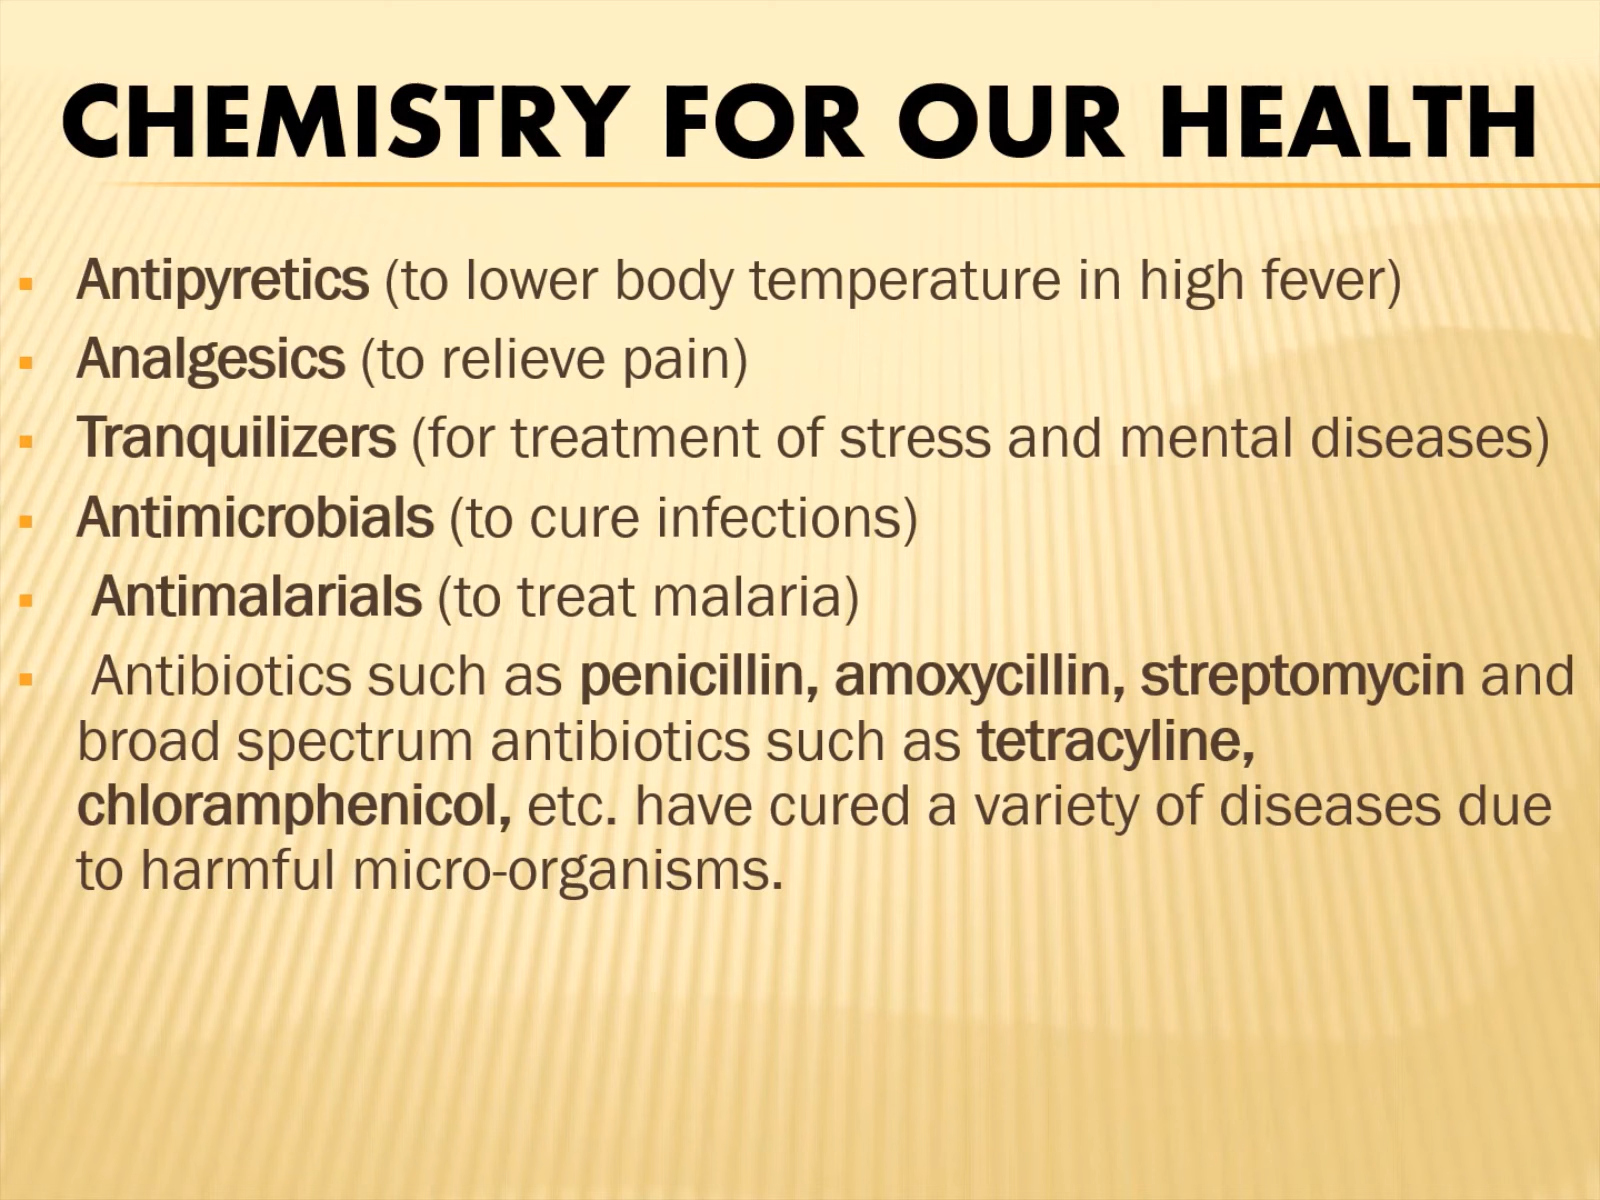 CHEMISTRY FOR OUR HEALTH
▪ Antipyretics (to lower body temperature in high fever)
▪ Analgesics (to relieve pain)
▪ Tranquilizers (for treatment of stress and mental diseases)
▪ Antimicrobials (to cure infections)
▪ Antimalarials (to treat malaria)
▪ Antibiotics such as penicillin, amoxycillin, streptomycin and
broad spectrum antibiotics such as tetracyline,
chloramphenicol, etc. have cured a variety of diseases due
to harmful micro-organisms.